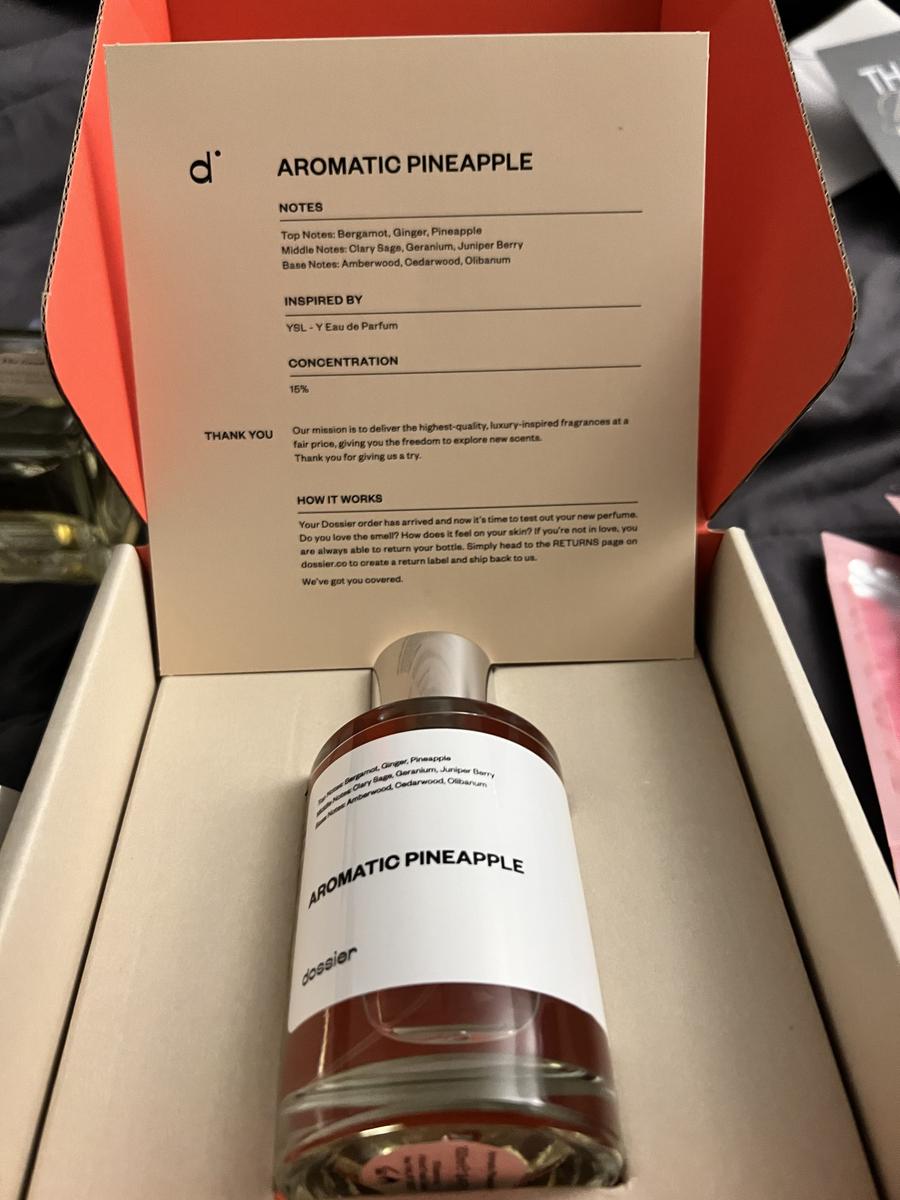 d
AROMATIC PINEAPPLE
NOTES
Top Notes: Bergamot, Ginger, Pineapple
Middle Notes: Clary Sage, Geranium, Juniper Berry
Base Notes: Amberwood, Cedarwood, Olibanum
INSPIRED BY
YSL - Y Eau de Parfum
CONCENTRATION
15%
THANK YOU
Our mission is to deliver the highest-quality, luxury-inspired fragrances at a
fair price, giving you the freedom to explore new scents.
Thank you for giving us a try.
HOW IT WORKS
Your Dossier order has arrived and now it's time to test out your new perfume.
Do you love the smell? How does it feel on your skin? If you're not in love, you
are always able to return your bottle. Simply head to the RETURNS page on
dossier.co to create a return label and ship back to us.
We've got you covered.
Top Notes: Bergamot, Ginger, Pineapple
Middle Notes: Clary Sage, Geranium, Juniper Berry
Base Notes: Amberwood, Cedarwood, Olibanum
AROMATIC PINEAPPLE
dossier
TH